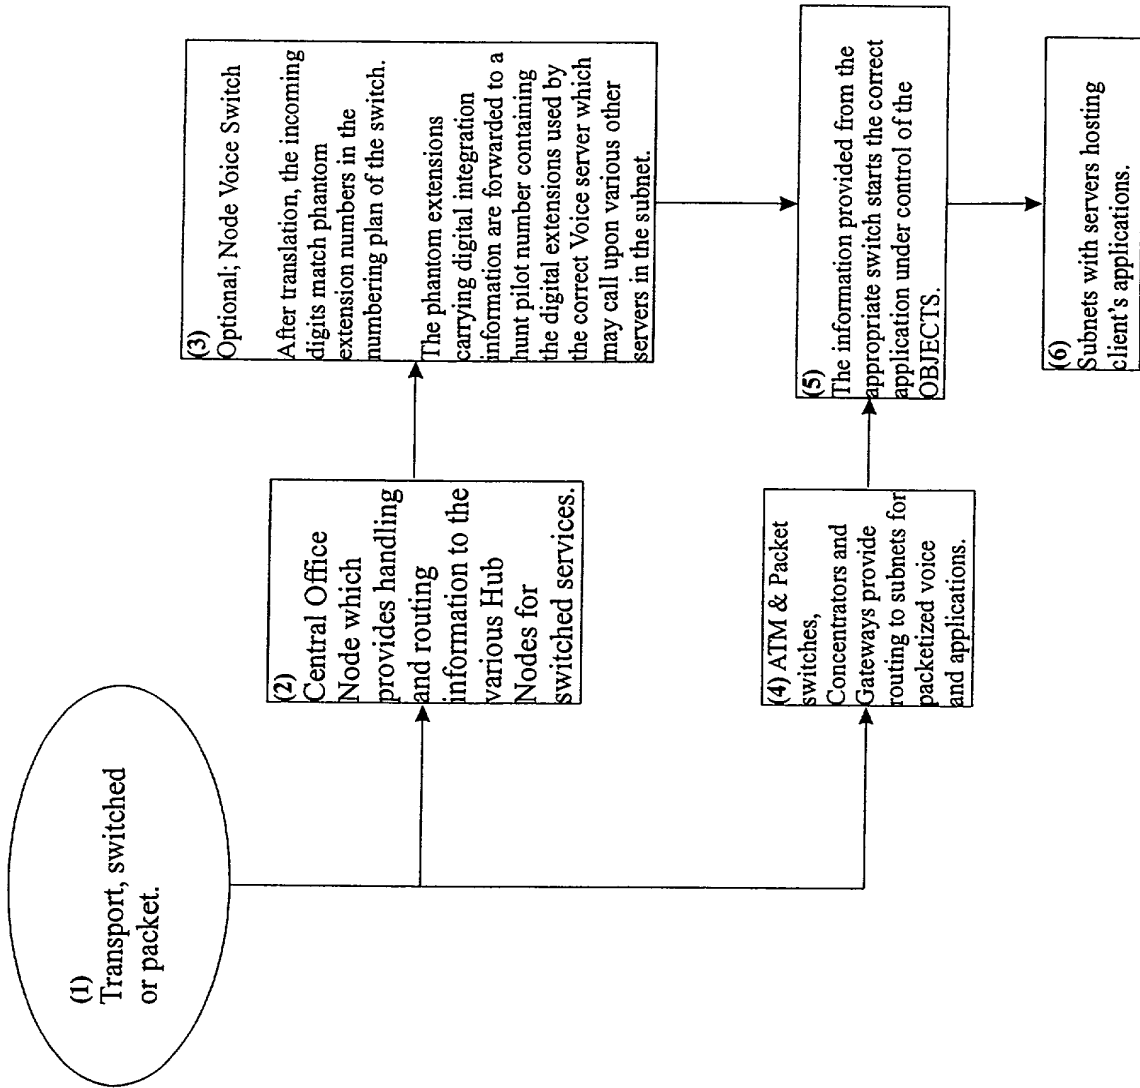 (1)
Transport, switched
or packet.
(2)
Central Office
Node which
provides handling
and routing
information to the
various Hub
Nodes for
switched services.
(3)
Optional; Node Voice Switch
After translation, the incoming
digits match phantom
extension numbers in the
numbering plan of the switch.
The phantom extensions
carrying digital integration
information are forwarded to a
hunt pilot number containing
the digital extensions used by
the correct Voice server which
may call upon various other
servers in the subnet.
(4) ATM & Packet
switches,
Concentrators and
Gateways provide
routing to subnets for
packetized voice
and applications.
(5)
The information provided from the
appropriate switch starts the correct
application under control of the
OBJECTS.
(6)
Subnets with servers hosting
client's applications.